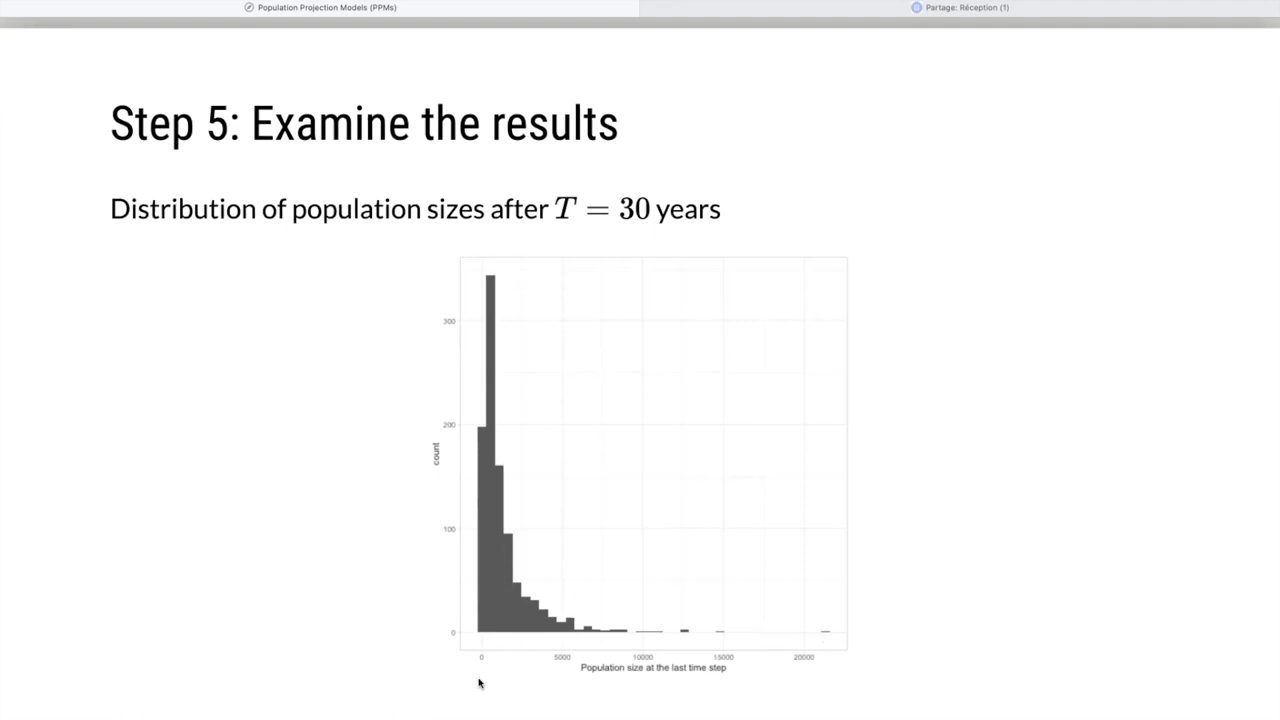 Population Projection Models (PPMs)
Partage: Réception (1)
Step 5: Examine the results
Distribution of population sizes after T = 30 years
300
200
100
0
count
0 5000 10000 15000 20000
Population size at the last time step